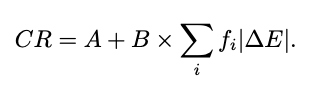 CR = A + B × ∑_i f_i|ΔE|.